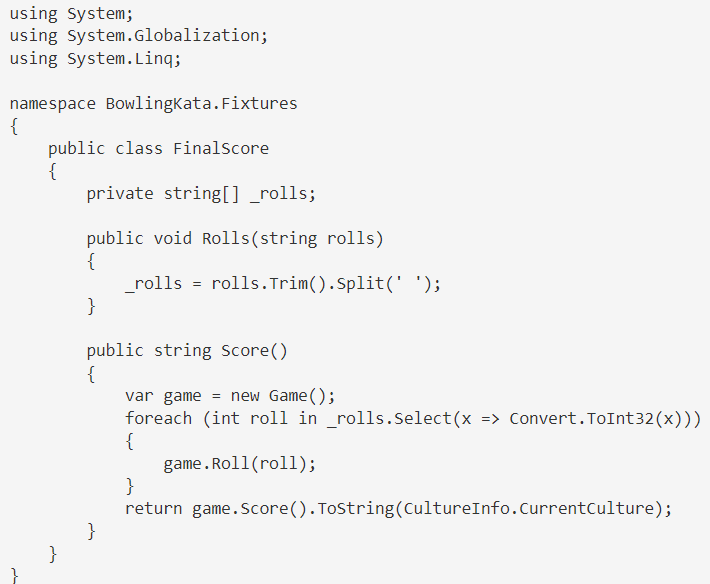 using System;
using System.Globalization;
using System.Linq;

namespace BowlingKata.Fixtures
{
    public class FinalScore
    {
        private string[] _rolls;

        public void Rolls(string rolls)
        {
            _rolls = rolls.Trim().Split(' ');
        }

        public string Score()
        {
            var game = new Game();
            foreach (int roll in _rolls.Select(x => Convert.ToInt32(x)))
            {
                game.Roll(roll);
            }
            return game.Score().ToString(CultureInfo.CurrentCulture);
        }
    }
}